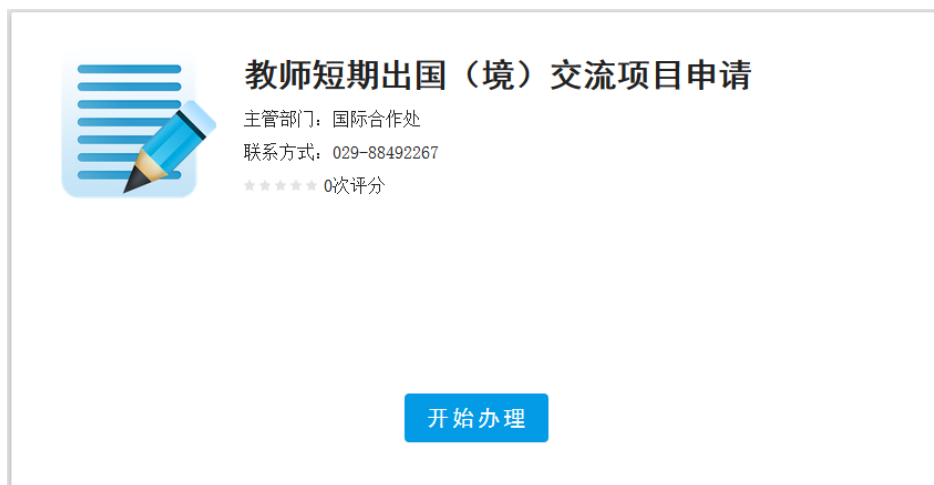 教师短期出国（境）交流项目申请
主管部门：国际合作处
联系方式：029-88492267
0次评分
开始办理